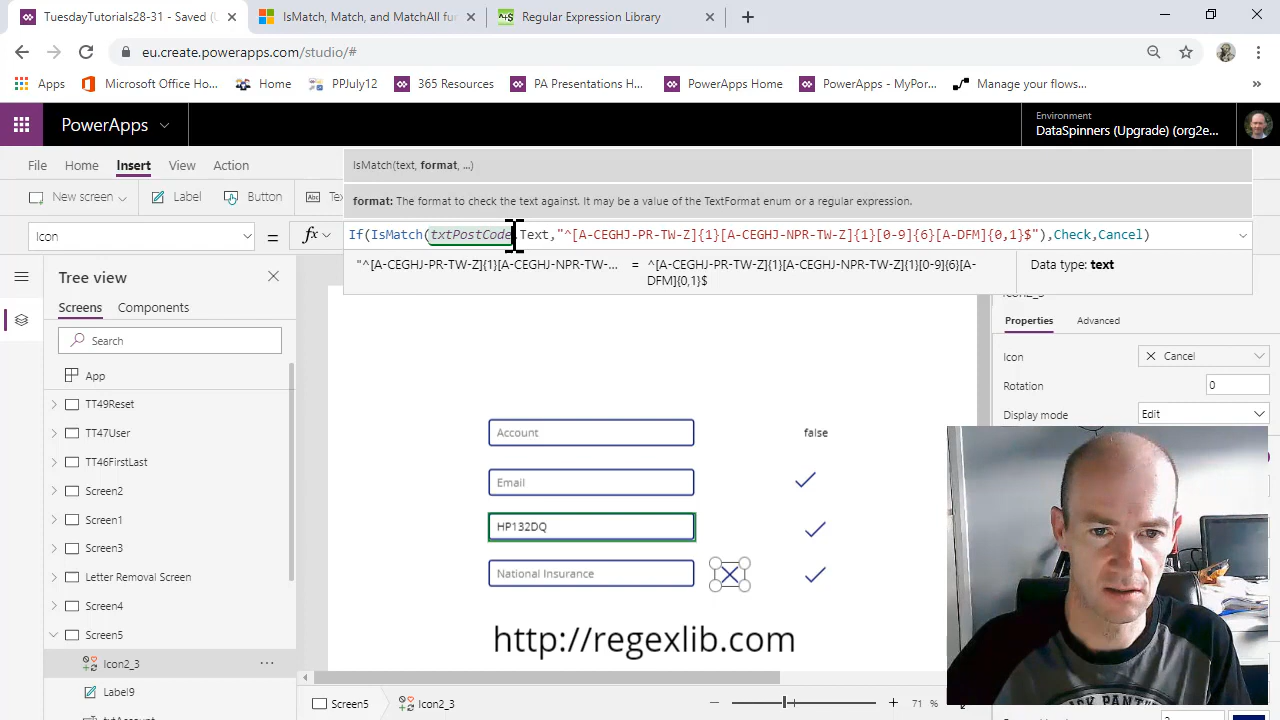 TuesdayTutorials28-31 - Saved (
IsMatch, Match, and MatchAll fun
Regular Expression Library
eu.create.powerapps.com/studio/#
Apps
Microsoft Office Ho...
Home
PPJuly12
365 Resources
PA Presentations
PowerApps Home
PowerApps - MyPor...
Manage your flows...
PowerApps
Environment
DataSpinners (Upgrade) (org2e...
IsMatch(text, format, ...)
File
Home
Insert
View
Action
New screen
Label
Button
format: The format to check the text against. It may be a value of the TextFormat enum or a regular expression.
Icon
= fx
If(IsMatch(txtPostCode.Text,"^[A-CEGHJ-PR-TW-Z]{1}[A-CEGHJ-NPR-TW-Z]{1}[0-9]{6}[A-DFM]{0,1}$"),Check,Cancel)
"^[A-CEGHJ-PR-TW-Z]{1}[A-CEGHJ-NPR-TW-... = ^[A-CEGHJ-PR-TW-Z]{1}[A-CEGHJ-NPR-TW-Z]{1}[0-9]{6}[A-
DFM]{0,1}$
Data type: text
Tree view
Screens
Components
Search
App
TT49Reset
TT47User
TT46FirstLast
Screen2
Screen1
Screen3
Letter Removal Screen
Screen4
Screen5
Icon2_3
Label9
Account
false
Email
HP132DQ
National Insurance
http://regexlib.com
Properties
Advanced
Icon
Cancel
Rotation
0
Display mode
Edit
Screen5
Icon2_3
71 %